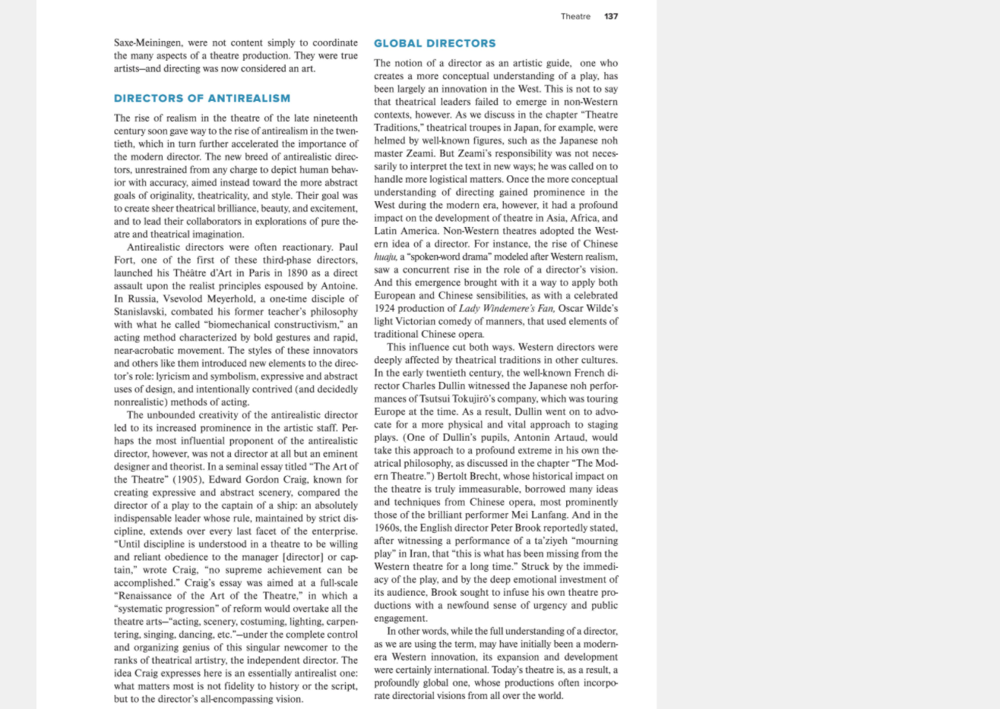 Theatre 137
Saxe-Meiningen, were not content simply to coordinate
the many aspects of a theatre production. They were true
artists—and directing was now considered an art.
DIRECTORS OF ANTIREALISM
The rise of realism in the theatre of the late nineteenth
century soon gave way to the rise of antirealism in the twen-
tieth, which in turn further accelerated the importance of
the modern director. The new breed of antirealistic direc-
tors, unrestrained from any charge to depict human behav-
ior with accuracy, aimed instead toward the more abstract
goals of originality, theatricality, and style. Their goal was
to create sheer theatrical brilliance, beauty, and excitement,
and to lead their collaborators in explorations of pure the-
atre and theatrical imagination.
Antirealistic directors were often reactionary. Paul
Fort, one of the first of these third-phase directors,
launched his Théâtre d'Art in Paris in 1890 as a direct
assault upon the realist principles espoused by Antoine.
In Russia, Vsevolod Meyerhold, a one-time disciple of
Stanislavski, combated his former teacher's philosophy
with what he called “biomechanical constructivism,” an
acting method characterized by bold gestures and rapid,
near-acrobatic movement. The styles of these innovators
and others like them introduced new elements to the direc-
tor's role: lyricism and symbolism, expressive and abstract
uses of design, and intentionally contrived (and decidedly
nonrealistic) methods of acting.
The unbounded creativity of the antirealistic director
led to its increased prominence in the artistic staff. Per-
haps the most influential proponent of the antirealistic
director, however, was not a director at all but an eminent
designer and theorist. In a seminal essay titled “The Art of
the Theatre” (1905), Edward Gordon Craig, known for
creating expressive and abstract scenery, compared the
director of a play to the captain of a ship: an absolutely
indispensable leader whose rule, maintained by strict dis-
cipline, extends over every last facet of the enterprise.
“Until discipline is understood in a theatre to be willing
and reliant obedience to the manager [director] or cap-
tain,” wrote Craig, “no supreme achievement can be
accomplished.” Craig's essay was aimed at a full-scale
“Renaissance of the Art of the Theatre,” in which a
“systematic progression” of reform would overtake all the
theatre arts—“acting, scenery, costuming, lighting, carpen-
tering, singing, dancing, etc.”—under the complete control
and organizing genius of this singular newcomer to the
ranks of theatrical artistry, the independent director. The
idea Craig expresses here is an essentially antirealist one:
what matters most is not fidelity to history or the script,
but to the director's all-encompassing vision.
GLOBAL DIRECTORS
The notion of a director as an artistic guide, one who
creates a more conceptual understanding of a play, has
been largely an innovation in the West. This is not to say
that theatrical leaders failed to emerge in non-Western
contexts, however. As we discuss in the chapter “Theatre
Traditions,” theatrical troupes in Japan, for example, were
helmed by well-known figures, such as the Japanese noh
master Zeami. But Zeami's responsibility was not neces-
sarily to interpret the text in new ways; he was called on to
handle more logistical matters. Once the more conceptual
understanding of directing gained prominence in the
West during the modern era, however, it had a profound
impact on the development of theatre in Asia, Africa, and
Latin America. Non-Western theatres adopted the West-
ern idea of a director. For instance, the rise of Chinese
huaju, a “spoken-word drama” modeled after Western realism,
saw a concurrent rise in the role of a director's vision.
And this emergence brought with it a way to apply both
European and Chinese sensibilities, as with a celebrated
1924 production of Lady Windemere's Fan, Oscar Wilde's
light Victorian comedy of manners, that used elements of
traditional Chinese opera.
This influence cut both ways. Western directors were
deeply affected by theatrical traditions in other cultures.
In the early twentieth century, the well-known French di-
rector Charles Dullin witnessed the Japanese noh perfor-
mances of Tsutsui Tokujirō's company, which was touring
Europe at the time. As a result, Dullin went on to advo-
cate for a more physical and vital approach to staging
plays. (One of Dullin's pupils, Antonin Artaud, would
take this approach to a profound extreme in his own the-
atrical philosophy, as discussed in the chapter “The Mod-
ern Theatre.”) Bertolt Brecht, whose historical impact on
the theatre is truly immeasurable, borrowed many ideas
and techniques from Chinese opera, most prominently
those of the brilliant performer Mei Lanfang. And in the
1960s, the English director Peter Brook reportedly stated,
after witnessing a performance of a ta'ziyeh “mourning
play” in Iran, that “this is what has been missing from the
Western theatre for a long time.” Struck by the immedi-
acy of the play, and by the deep emotional investment of
its audience, Brook sought to infuse his own theatre pro-
ductions with a newfound sense of urgency and public
engagement.
In other words, while the full understanding of a director,
as we are using the term, may have initially been a modern-
era Western innovation, its expansion and development
were certainly international. Today's theatre is, as a result, a
profoundly global one, whose productions often incorpo-
rate directorial visions from all over the world.